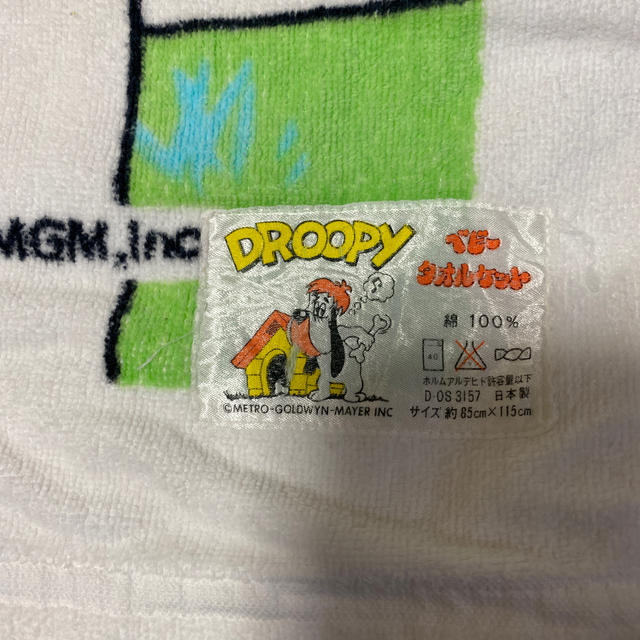 MGM,Inc
DROOPY
ベビー
タオルケット
綿 100%
40
ホルムアルデヒド許容量以下
D-OS 3157 日本製
サイズ 約 85cm×115cm
©METRO-GOLDWYN-MAYER INC